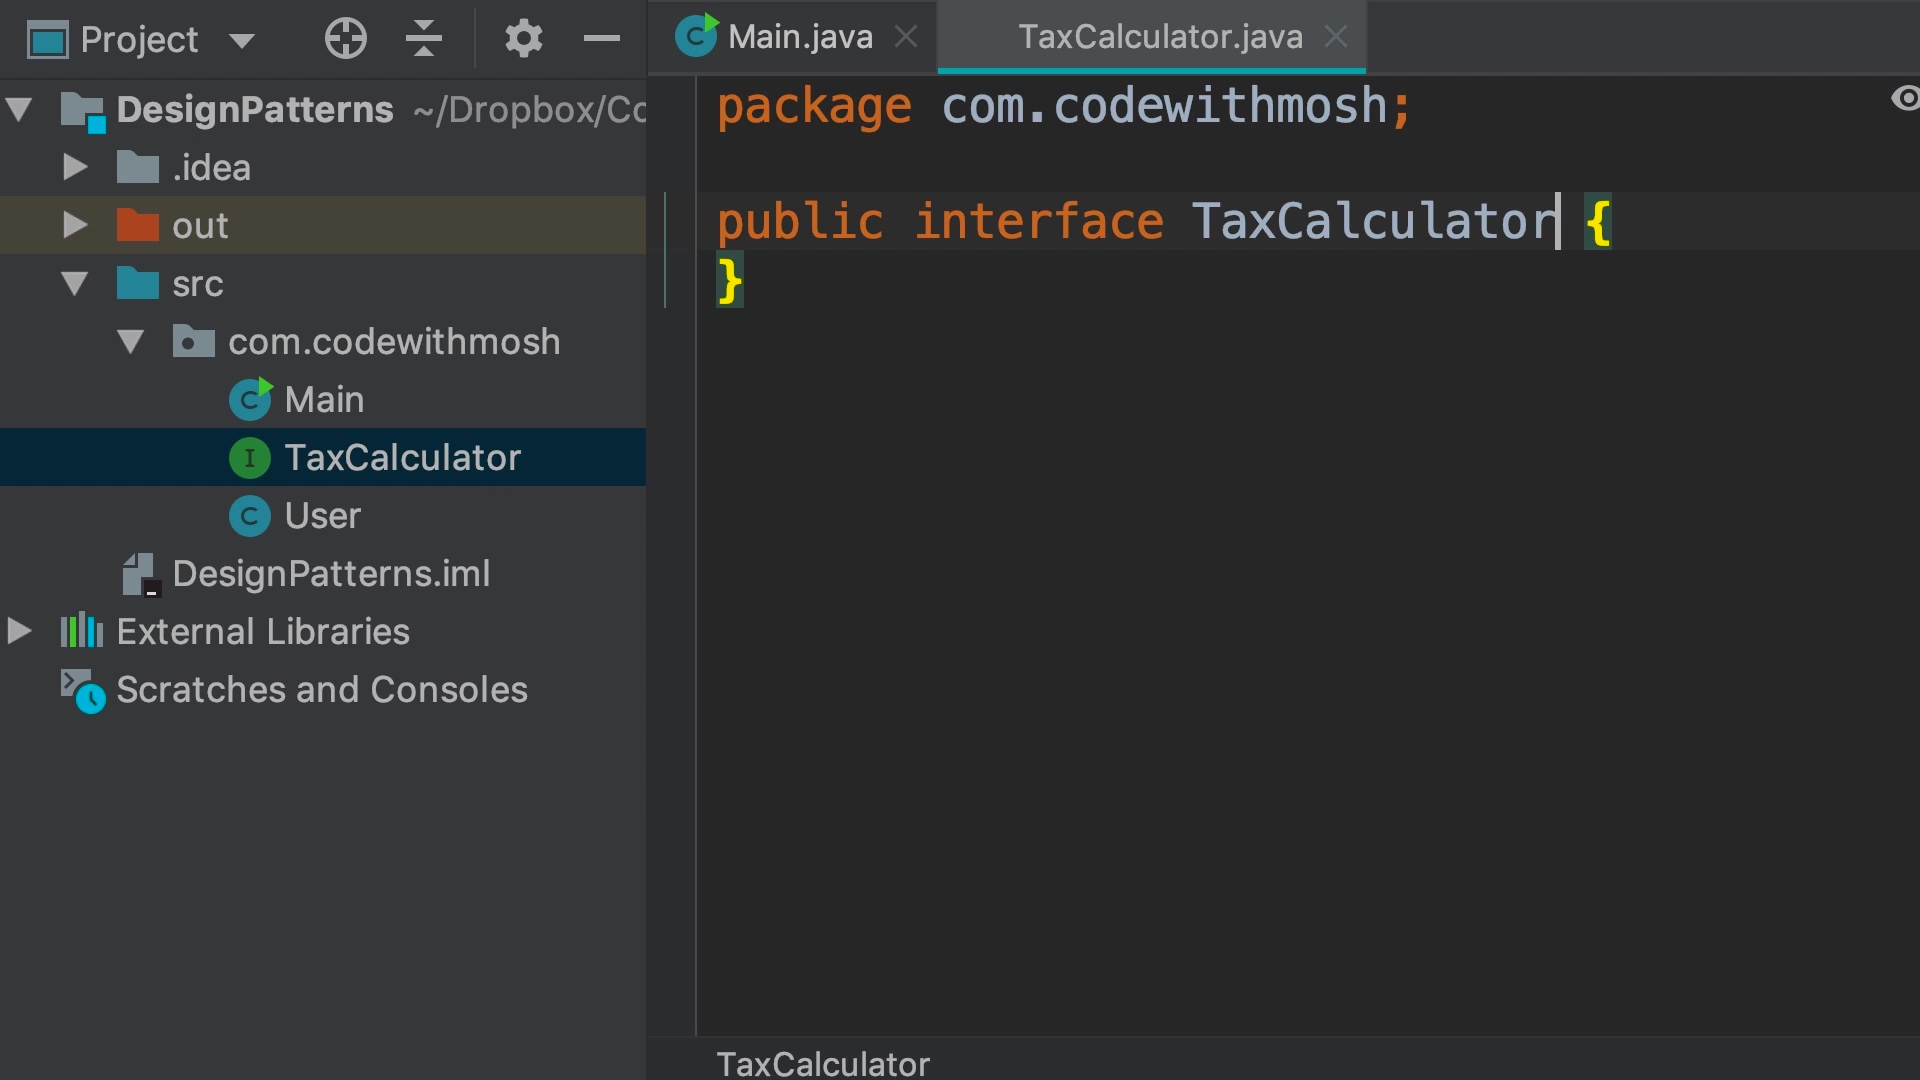 Project
Main.java
TaxCalculator.java
DesignPatterns ~/Dropbox/Co
.idea
out
src
com.codewithmosh
Main
TaxCalculator
User
DesignPatterns.iml
External Libraries
Scratches and Consoles
package com.codewithmosh;
public interface TaxCalculator {
}
TaxCalculator